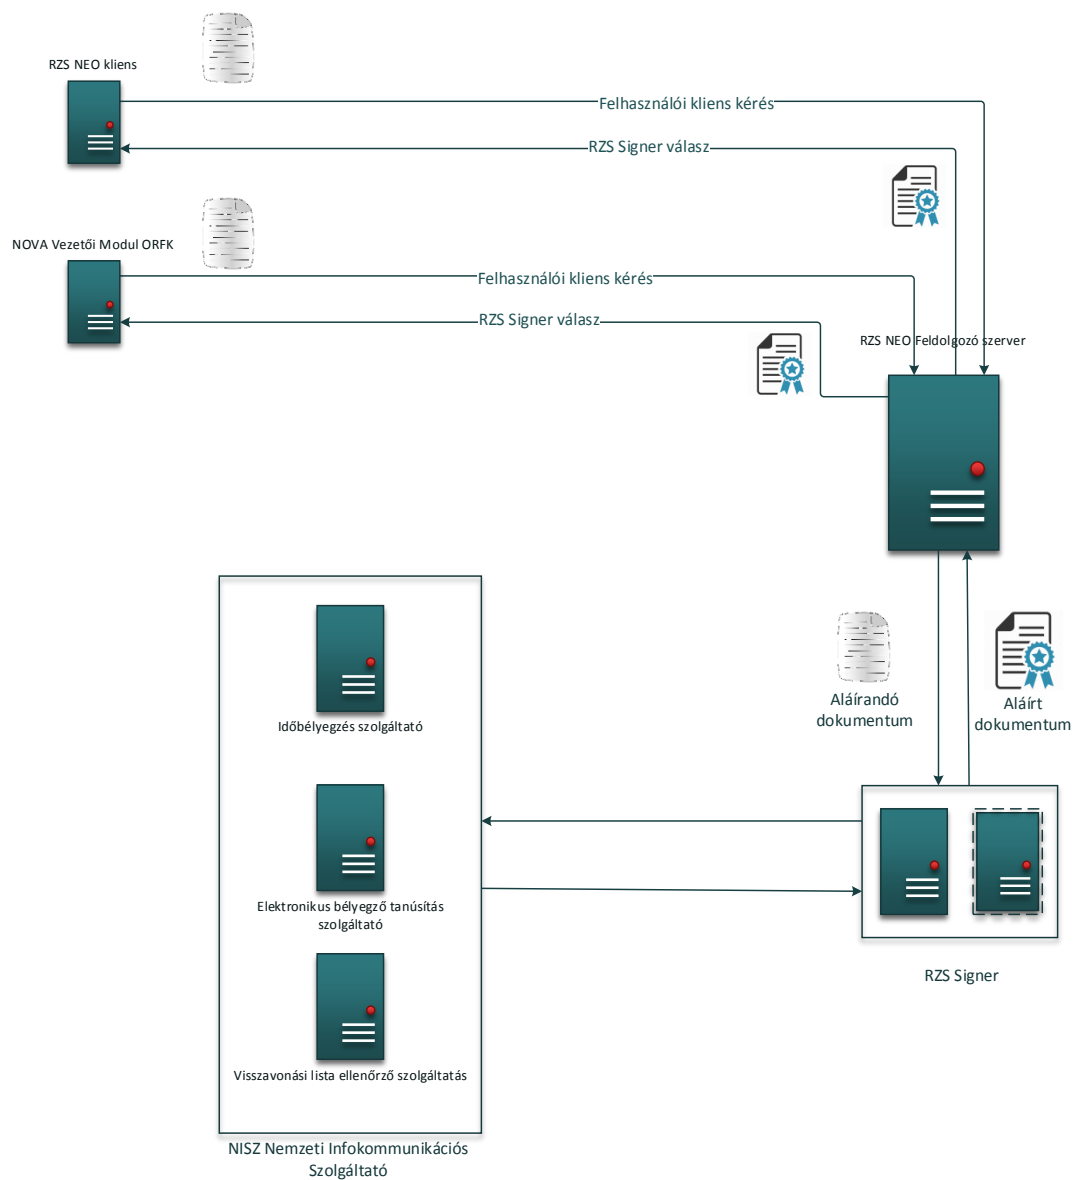 RZS NEO kliens
Felhasználói kliens kérés
RZS Signer válasz
NOVA Vezetői Modul ORFK
Felhasználói kliens kérés
RZS Signer válasz
RZS NEO Feldolgozó szerver
Aláírandó
dokumentum
Aláírt
dokumentum
Időbélyegzés szolgáltató
Elektronikus bélyegző tanúsítás
szolgáltató
RZS Signer
Visszavonási lista ellenőrző szolgáltatás
NISZ Nemzeti Infokommunikációs
Szolgáltató